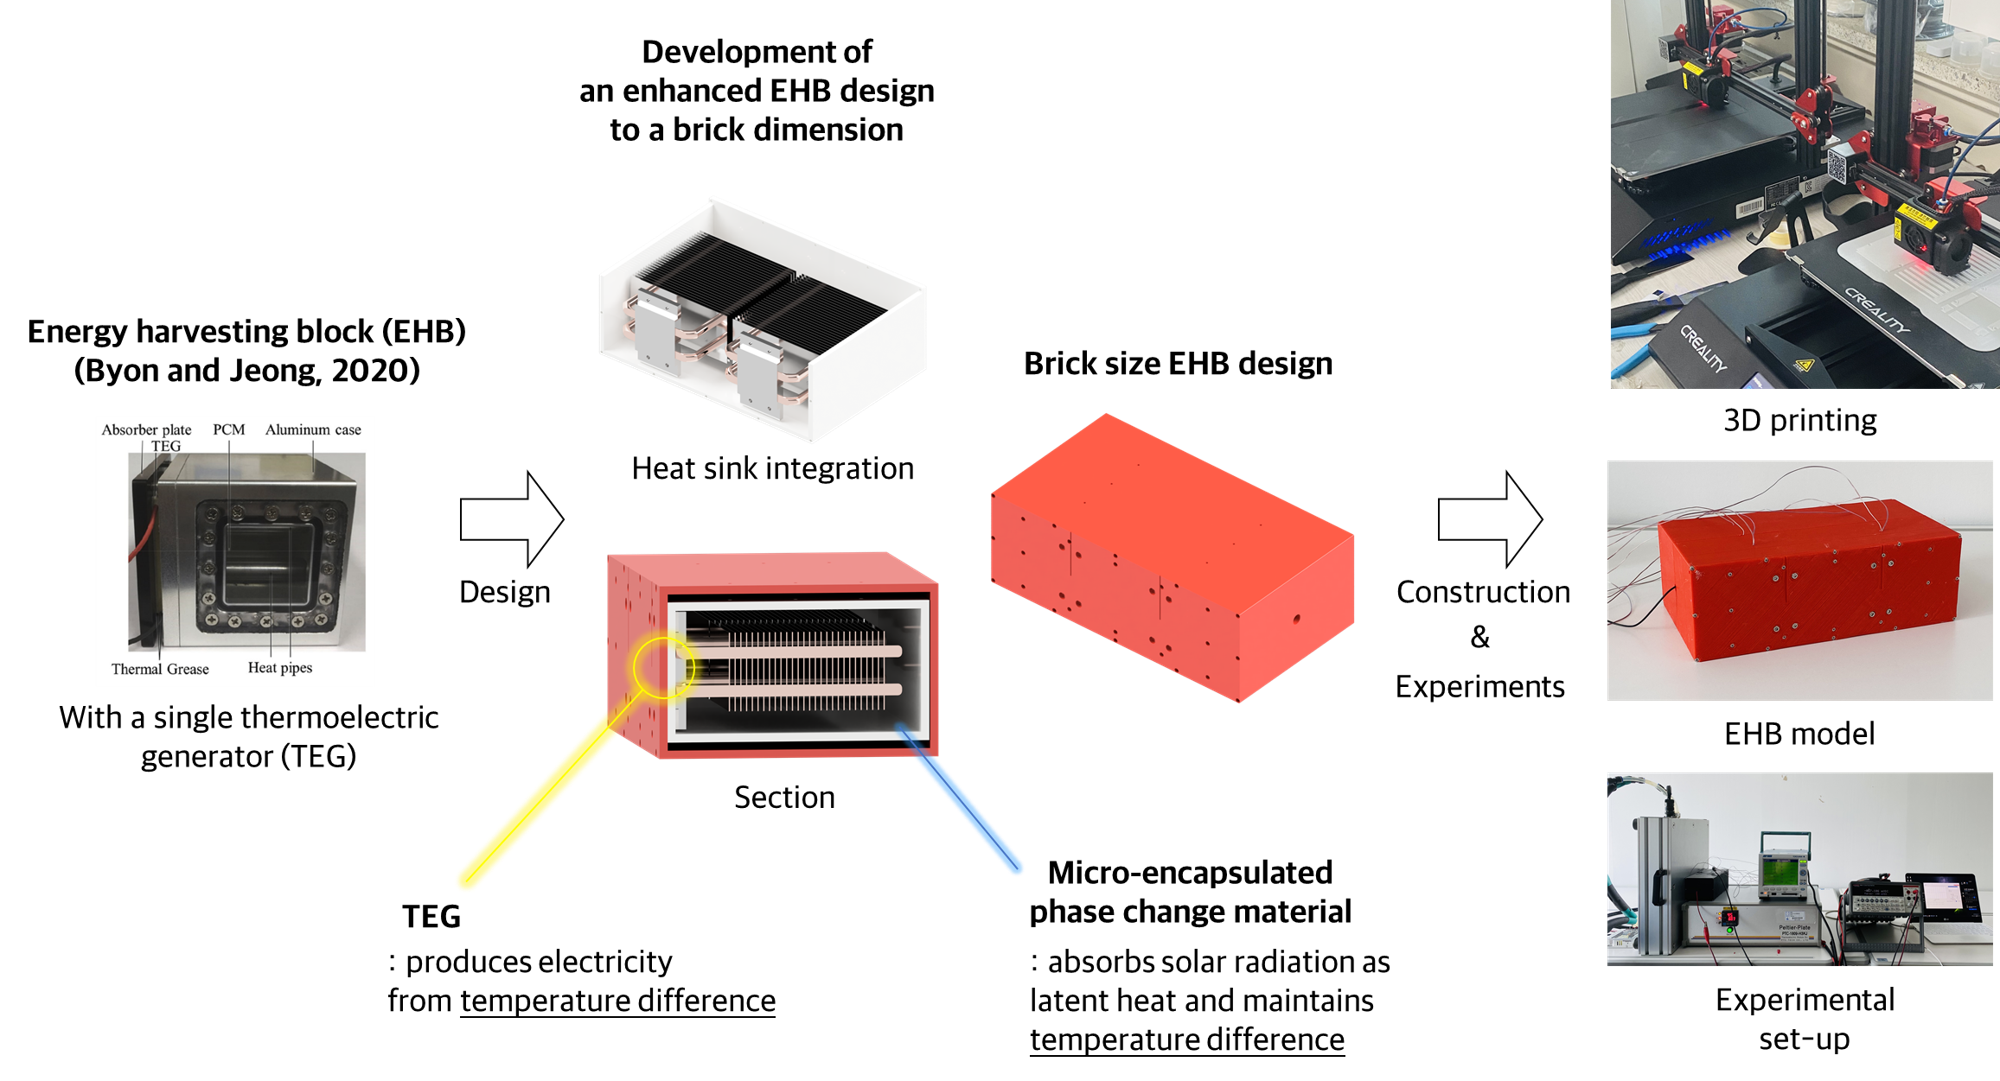 Development of
an enhanced EHB design
to a brick dimension
Energy harvesting block (EHB)
(Byon and Jeong, 2020)
Absorber plate
TEG
PCM
Aluminum case
Thermal Grease
Heat pipes
With a single thermoelectric
generator (TEG)
Design
Heat sink integration
Section
TEG
: produces electricity
from temperature difference
Brick size EHB design
Micro-encapsulated
phase change material
: absorbs solar radiation as
latent heat and maintains
temperature difference
Construction
&
Experiments
CREALITY
CREALITY
3D printing
EHB model
Peltier-Plate
Experimental
set-up